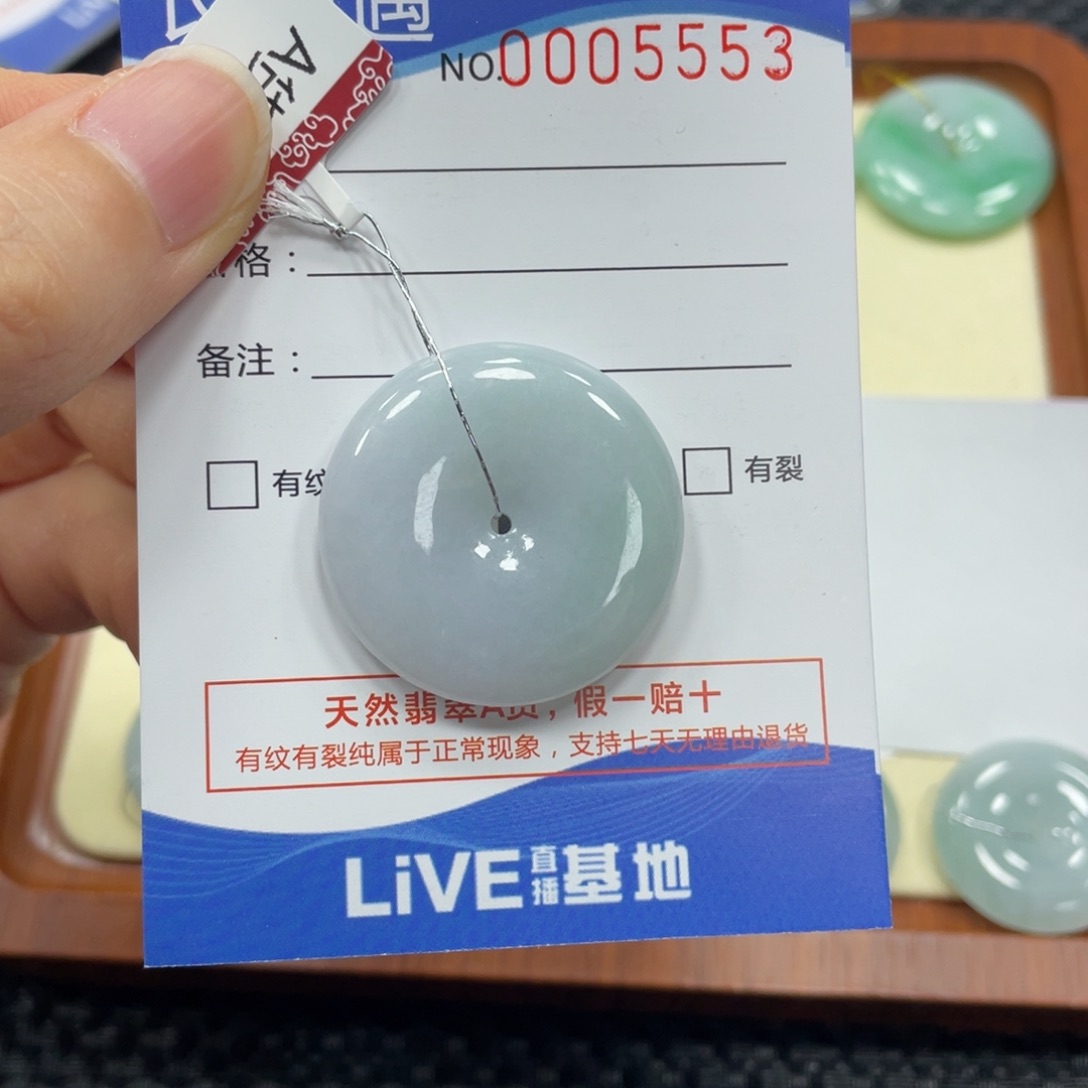 NO.0005553
A货
格：
备注：
有纹
有裂
天然翡翠A货，假一赔十
有纹有裂纯属于正常现象，支持七天无理由退货
LiVE直播基地